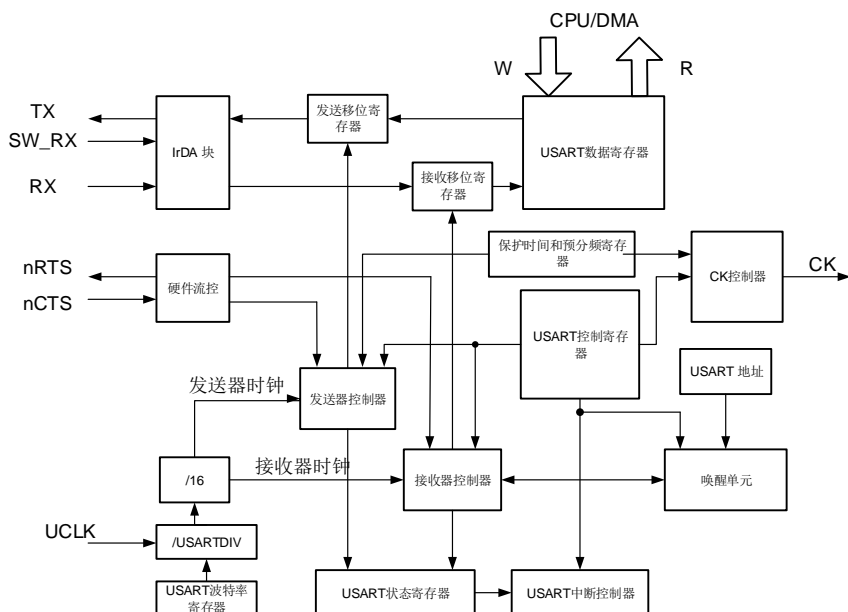 CPU/DMA
W
R
TX
SW_RX
RX
IrDA 块
发送移位寄
存器
接收移位寄
存器
USART数据寄存器
nRTS
nCTS
硬件流控
保护时间和预分频寄存
器
CK控制器
CK
USART控制寄存
器
USART 地址
发送器时钟
发送器控制器
接收器时钟
/16
接收器控制器
唤醒单元
UCLK
/USARTDIV
USART波特率
寄存器
USART状态寄存器
USART中断控制器